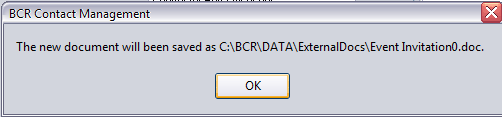 BCR Contact Management
The new document will been saved as C:\BCR\DATA\ExternalDocs\Event Invitation0.doc.
OK